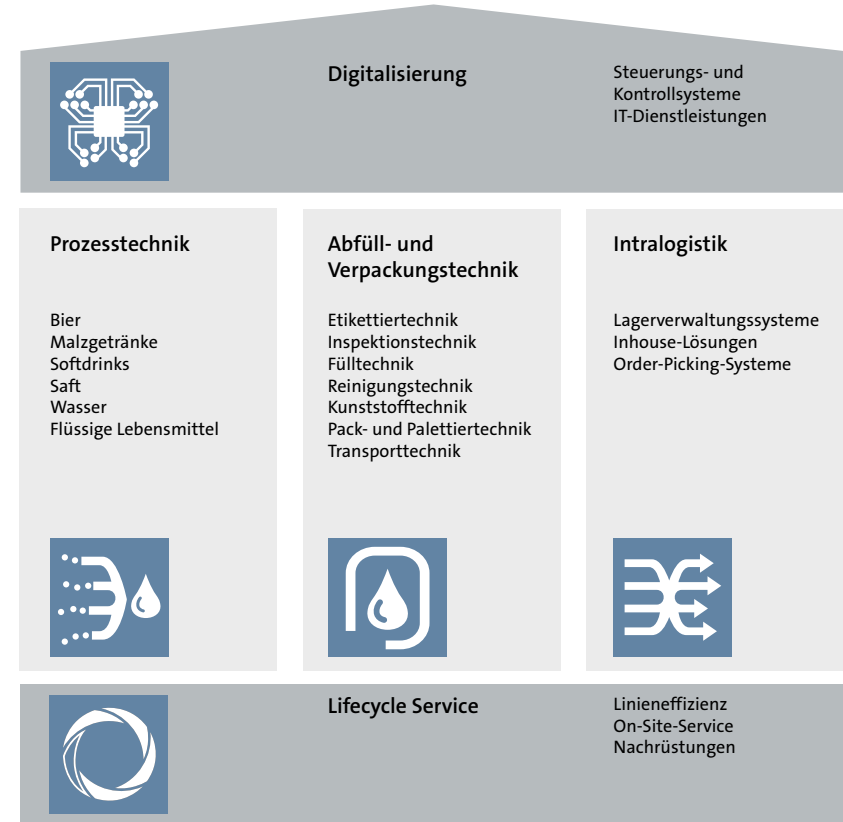 Digitalisierung
Steuerungs- und
Kontrollsysteme
IT-Dienstleistungen
Prozesstechnik
Bier
Malzgetränke
Softdrinks
Saft
Wasser
Flüssige Lebensmittel
Abfüll- und
Verpackungstechnik
Etikettiertechnik
Inspektionstechnik
Fülltechnik
Reinigungstechnik
Kunststofftechnik
Pack- und Palettiertechnik
Transporttechnik
Intralogistik
Lagerverwaltungssysteme
Inhouse-Lösungen
Order-Picking-Systeme
Lifecycle Service
Linieneffizienz
On-Site-Service
Nachrüstungen